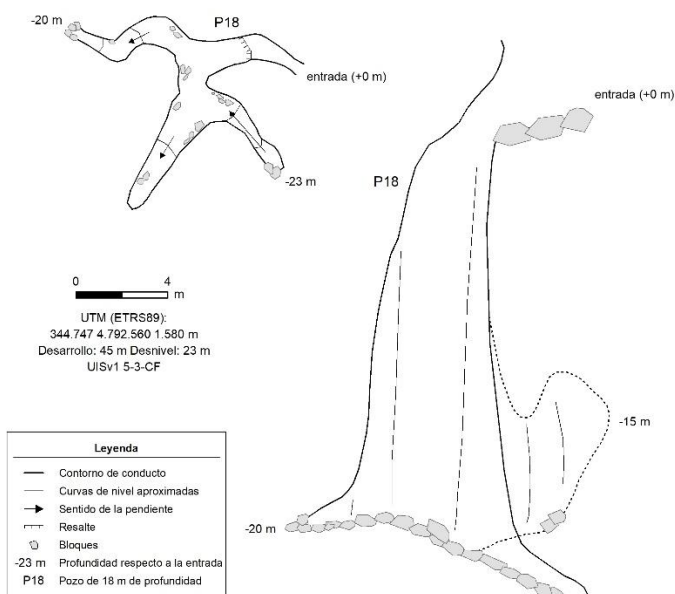 -20 m
P18
entrada (+0 m)
-23 m
0 4
m
UTM (ETRS89):
344.747 4.792.560 1.580 m
Desarrollo: 45 m Desnivel: 23 m
UISv1 5-3-CF
entrada (+0 m)
P18
-15 m
-20 m
Leyenda
Contorno de conducto
Curvas de nivel aproximadas
Sentido de la pendiente
Resalte
Bloques
-23 m Profundidad respecto a la entrada
P18 Pozo de 18 m de profundidad